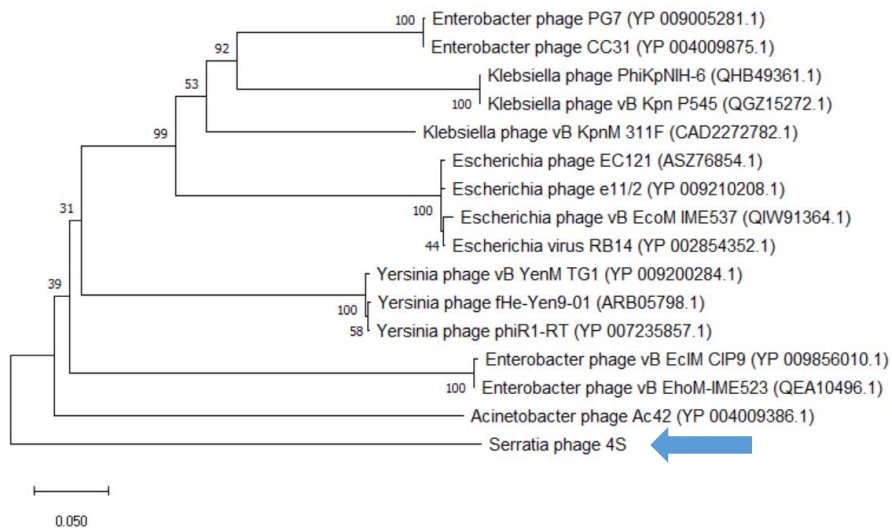 Enterobacter phage PG7 (YP 009005281.1)
100
Enterobacter phage CC31 (YP 004009875.1)
92
Klebsiella phage PhiKpNIH-6 (QHB49361.1)
53
100
Klebsiella phage vB Kpn P545 (QGZ15272.1)
99
Klebsiella phage vB KpnM 311F (CAD2272782.1)
Escherichia phage EC121 (ASZ76854.1)
Escherichia phage e11/2 (YP 009210208.1)
31
100
Escherichia phage vB EcoM IME537 (QIW91364.1)
44
Escherichia virus RB14 (YP 002854352.1)
Yersinia phage vB YenM TG1 (YP 009200284.1)
39
100
Yersinia phage fHe-Yen9-01 (ARB05798.1)
58
Yersinia phage phiR1-RT (YP 007235857.1)
Enterobacter phage vB EclM CIP9 (YP 009856010.1)
100
Enterobacter phage vB EhoM-IME523 (QEA10496.1)
Acinetobacter phage Ac42 (YP 004009386.1)
Serratia phage 4S
0.050